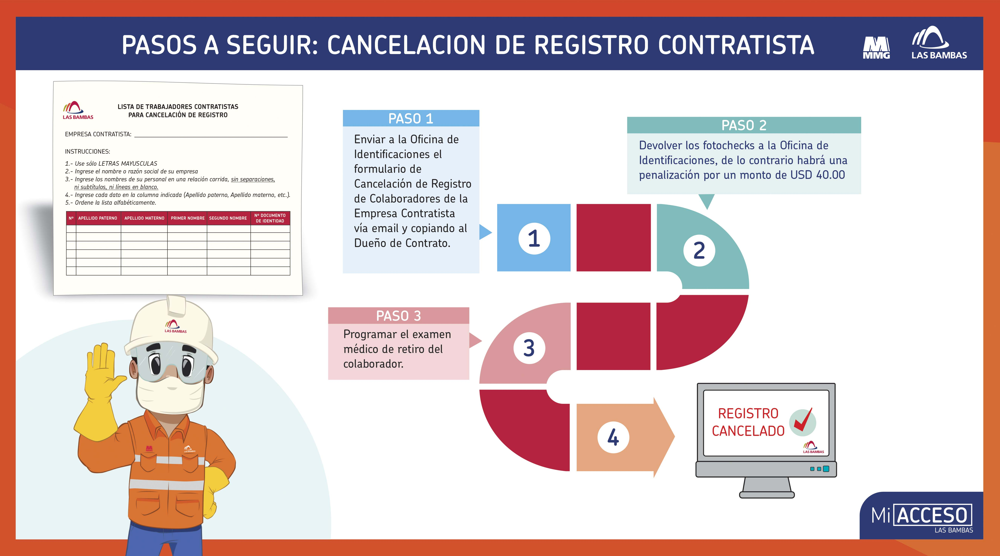 PASOS A SEGUIR: CANCELACION DE REGISTRO CONTRATISTA
MMG
LAS BAMBAS
LAS BAMBAS
LISTA DE TRABAJADORES CONTRATISTAS
PARA CANCELACIÓN DE REGISTRO
EMPRESA CONTRATISTA:
INSTRUCCIONES:
1.- Use sólo LETRAS MAYUSCULAS
2.- Ingrese el nombre o razón social de su empresa
3.- Ingrese los nombres de su personal en una relación corrida, sin separaciones,
ni subtítulos, ni líneas en blanco.
4.- Ingrese cada dato en la columna indicada (Apellido paterno, Apellido materno, etc.).
5.- Ordene la lista alfabéticamente.
Nº APELLIDO PATERNO APELLIDO MATERNO PRIMER NOMBRE SEGUNDO NOMBRE Nº DOCUMENTO
DE IDENTIDAD
PASO 1
Enviar a la Oficina de
Identificaciones el
formulario de
Cancelación de Registro
de Colaboradores de la
Empresa Contratista
vía email y copiando al
Dueño de Contrato.
PASO 2
Devolver los fotochecks a la Oficina de
Identificaciones, de lo contrario habrá una
penalización por un monto de USD 40.00
1
2
PASO 3
Programar el examen
médico de retiro del
colaborador.
3
4
REGISTRO
CANCELADO
LAS BAMBAS
LAS BAMBAS
MMG
LAS BAMBAS
Mi ACCESO
LAS BAMBAS